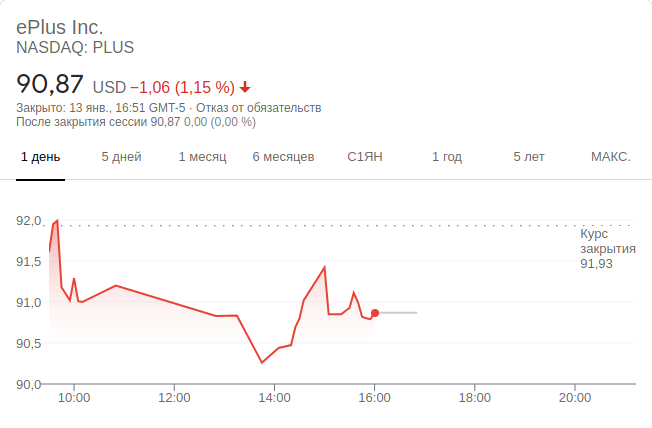 ePlus Inc.
NASDAQ: PLUS
90,87 USD −1,06 (1,15 %)
Закрыто: 13 янв., 16:51 GMT-5 · Отказ от обязательств
После закрытия сессии 90,87 0,00 (0,00 %)
1 день 5 дней 1 месяц 6 месяцев С1ЯН 1 год 5 лет МАКС.
92,0
Курс
закрытия
91,93
91,5
91,0
90,5
90,0
10:00 12:00 14:00 16:00 18:00 20:00